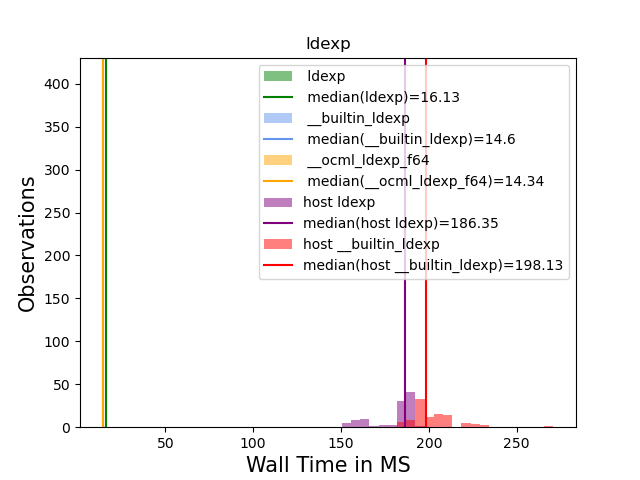 ldexp
Observations
400
350
300
250
200
150
100
50
0
ldexp
median(ldexp)=16.13
__builtin_ldexp
median(__builtin_ldexp)=14.6
__ocml_ldexp_f64
median(__ocml_ldexp_f64)=14.34
host ldexp
median(host ldexp)=186.35
host __builtin_ldexp
median(host __builtin_ldexp)=198.13
50 100 150 200 250
Wall Time in MS